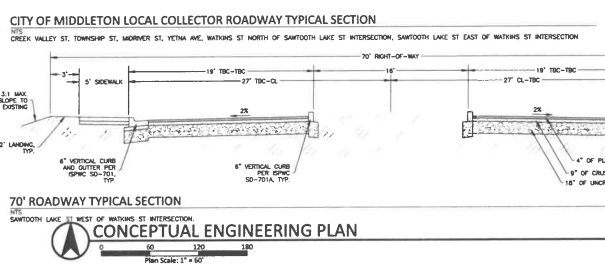 CITY OF MIDDLETON LOCAL COLLECTOR ROADWAY TYPICAL SECTION
NTS
CREEK VALLEY ST, TOWNSHIP ST, MIDRIVER ST, YETNA AVE, WATKINS ST NORTH OF SAWTOOTH LAKE ST INTERSECTION, SAWTOOTH LAKE ST EAST OF WATKINS ST INTERSECTION
70' RIGHT-OF-WAY
3'
19' TBC-TBC
16'
19' TBC-TBC
5' SIDEWALK
27' TBC-CL
27' CL-TBC
3:1 MAX
SLOPE TO
EXISTING
2%
2%
2' LANDING,
TYP.
6" VERTICAL CURB
AND GUTTER PER
ISPWC SD-701,
TYP.
6" VERTICAL CURB
PER ISPWC
SD-701A, TYP.
4" OF PL
9" OF CRUS
18" OF UNCR
70' ROADWAY TYPICAL SECTION
NTS
SAWTOOTH LAKE ST WEST OF WATKINS ST INTERSECTION.
CONCEPTUAL ENGINEERING PLAN
0 60 120 180
Plan Scale: 1" = 60'